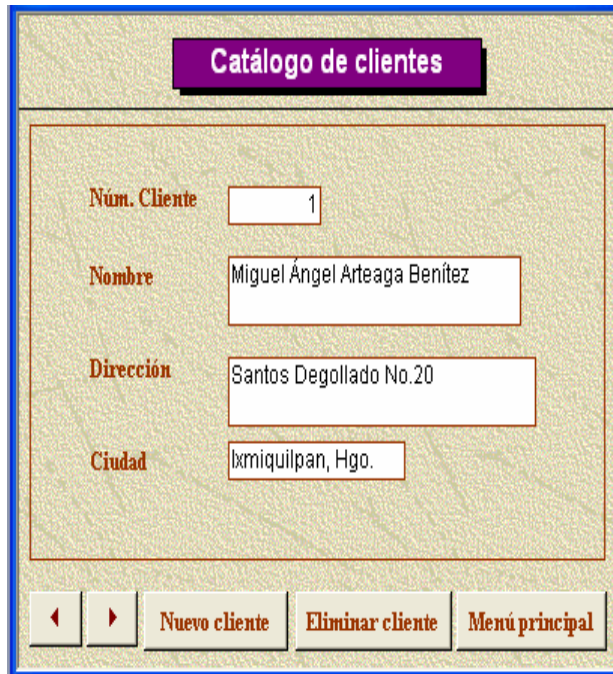 Catálogo de clientes
Núm. Cliente 1
Nombre Miguel Ángel Arteaga Benítez
Dirección Santos Degollado No.20
Ciudad Ixmiquilpan, Hgo.
Nuevo cliente Eliminar cliente Menú principal